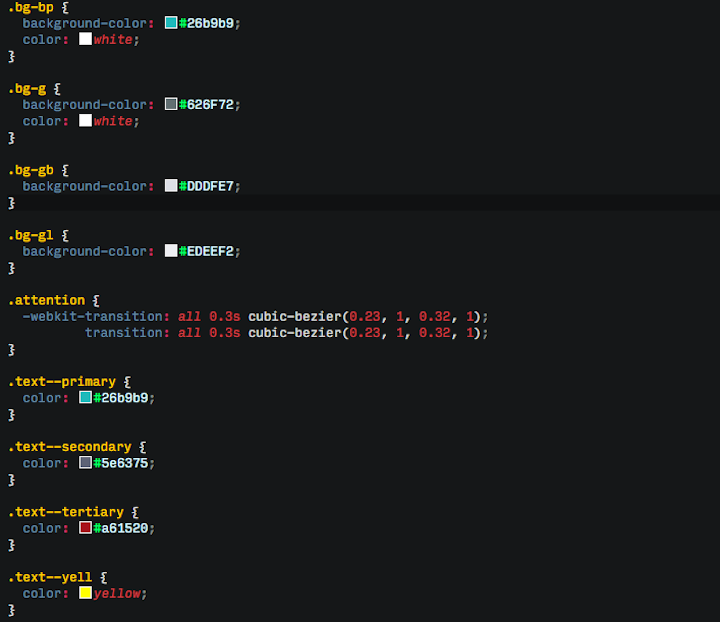 .bg-bp {
  background-color: #26b9b9;
  color: white;
}
.bg-g {
  background-color: #626F72;
  color: white;
}
.bg-gb {
  background-color: #DDDFE7;
}
.bg-gl {
  background-color: #EDEEF2;
}
.attention {
  -webkit-transition: all 0.3s cubic-bezier(0.23, 1, 0.32, 1);
          transition: all 0.3s cubic-bezier(0.23, 1, 0.32, 1);
}
.text--primary {
  color: #26b9b9;
}
.text--secondary {
  color: #5e6375;
}
.text--tertiary {
  color: #a61520;
}
.text--yell {
  color: yellow;
}